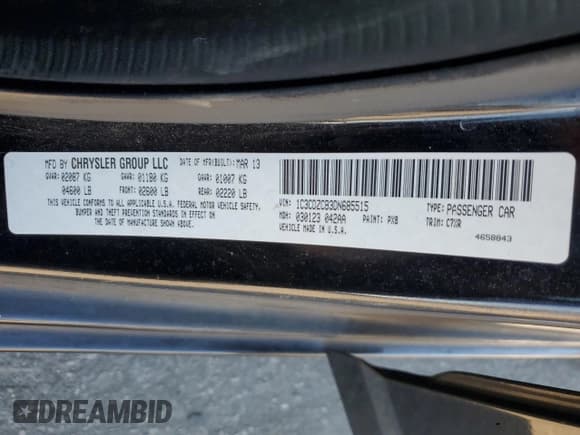 MFD BY CHRYSLER GROUP LLC DATE OF MFR(BUILT): MAR 13
GVWR: 02087 KG GAWR: 01180 KG GAWR: 01007 KG
04600 LB FRONT: 02600 LB REAR: 02220 LB
THIS VEHICLE CONFORMS TO ALL APPLICABLE U.S.A. FEDERAL MOTOR VEHICLE SAFETY,
BUMPER AND THEFT PREVENTION STANDARDS IN EFFECT ON
THE DATE OF MANUFACTURE SHOWN ABOVE.
VIN: 1C3CDZCB3DN685515 TYPE: PASSENGER CAR
MDH: 030123 042AA PAINT: PX8 TRIM: C7XR
VEHICLE MADE IN U.S.A. 4658843
DREAMBID